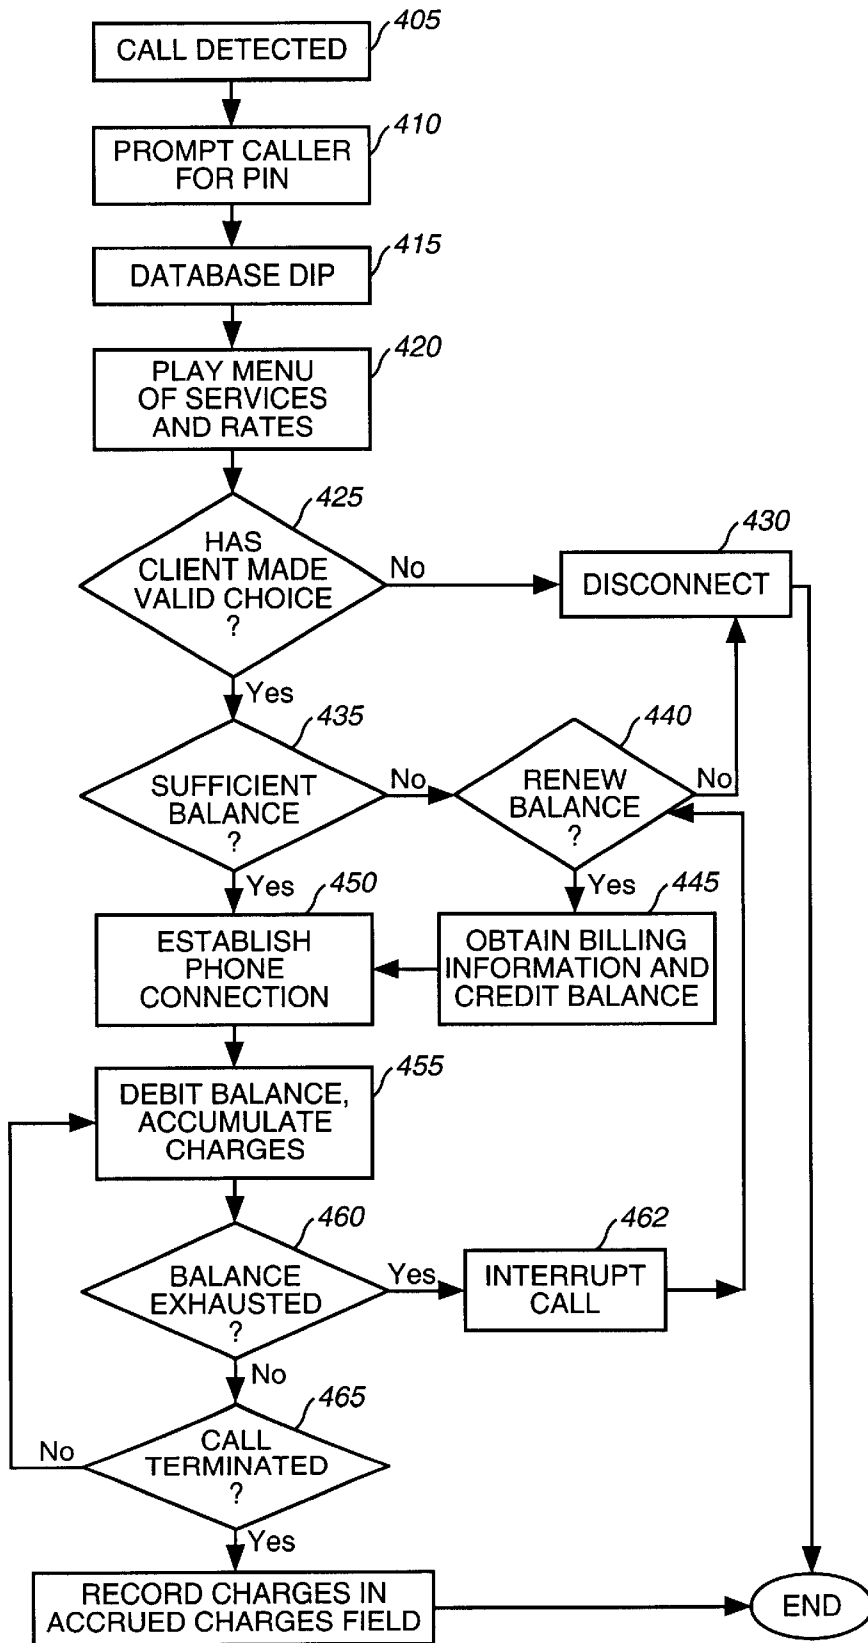 405
CALL DETECTED
410
PROMPT CALLER
FOR PIN
415
DATABASE DIP
420
PLAY MENU
OF SERVICES
AND RATES
425
HAS
CLIENT MADE
VALID CHOICE
?
No
430
DISCONNECT
Yes
435
SUFFICIENT
BALANCE
?
No
440
RENEW
BALANCE
?
No
Yes
450
ESTABLISH
PHONE
CONNECTION
Yes
445
OBTAIN BILLING
INFORMATION AND
CREDIT BALANCE
455
DEBIT BALANCE,
ACCUMULATE
CHARGES
460
BALANCE
EXHAUSTED
?
Yes
462
INTERRUPT
CALL
No
465
CALL
TERMINATED
?
No
Yes
RECORD CHARGES IN
ACCRUED CHARGES FIELD
END